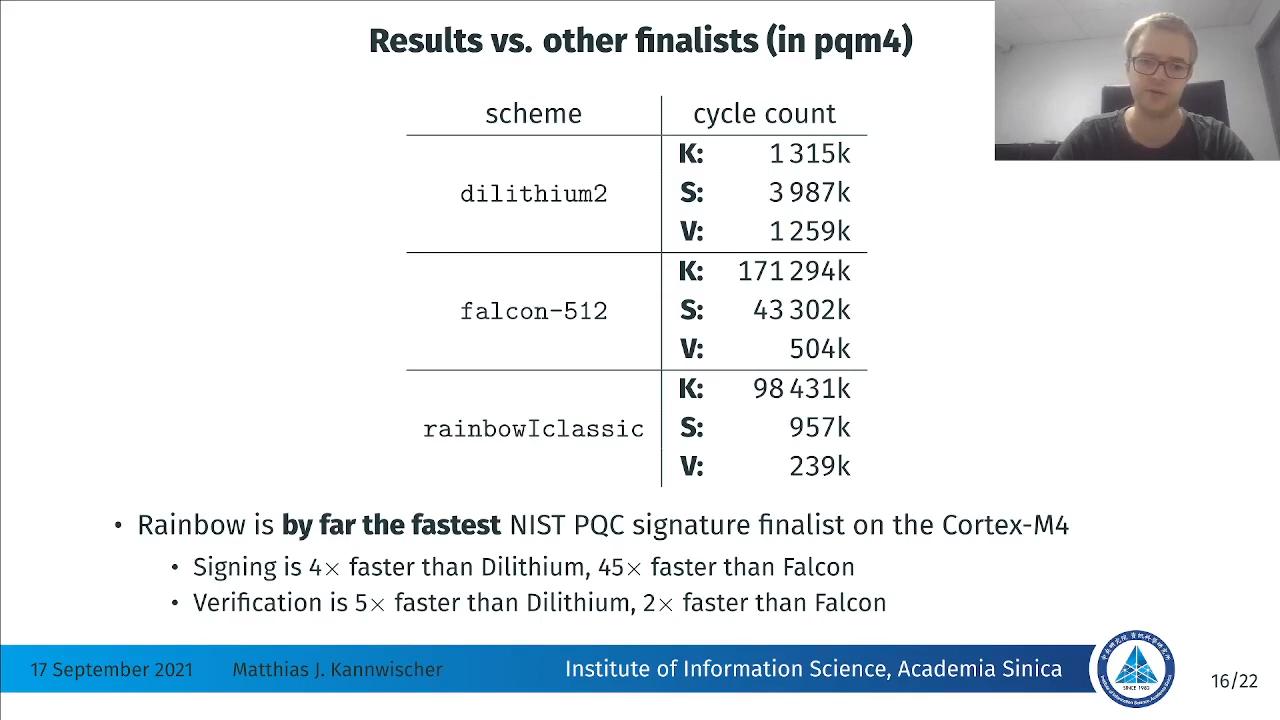 Results vs. other finalists (in pqm4)
scheme cycle count
dilithium2
K: 1 315k
S: 3 987k
V: 1 259k
falcon-512
K: 171 294k
S: 43 302k
V: 504k
rainbowIclassic
K: 98 431k
S: 957k
V: 239k
• Rainbow is by far the fastest NIST PQC signature finalist on the Cortex-M4
• Signing is 4× faster than Dilithium, 45× faster than Falcon
• Verification is 5× faster than Dilithium, 2× faster than Falcon
17 September 2021 Matthias J. Kannwischer Institute of Information Science, Academia Sinica
SINCE 1982
16/22